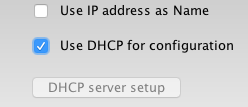 Use IP address as Name
Use DHCP for configuration
DHCP server setup